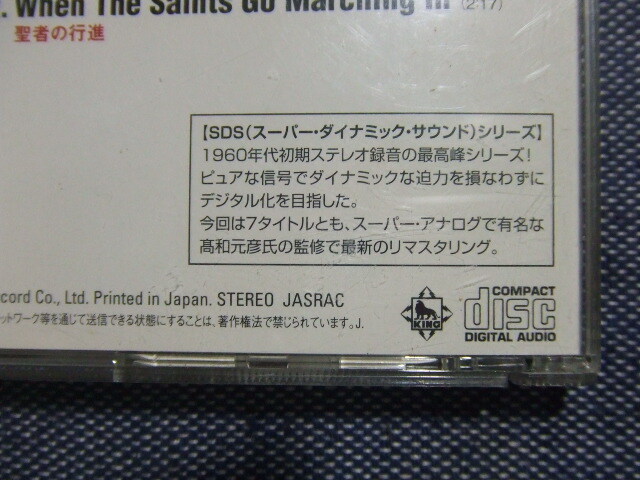 . When The Saints Go Marching In (2:17)
聖者の行進
【SDS(スーパー・ダイナミック・サウンド)シリーズ】
1960年代初期ステレオ録音の最高峰シリーズ!
ピュアな信号でダイナミックな迫力を損なわずに
デジタル化を目指した。
今回は7タイトルとも、スーパー・アナログで有名な
高和元彦氏の監修で最新のリマスタリング。
cord Co., Ltd. Printed in Japan. STEREO JASRAC
ットワーク等を通じて送信できる状態にすることは、著作権法で禁じられています。J.
KING
COMPACT
disc
DIGITAL AUDIO